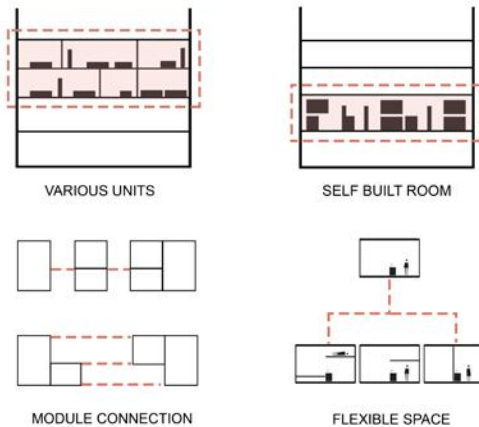 VARIOUS UNITS
SELF BUILT ROOM
MODULE CONNECTION
FLEXIBLE SPACE